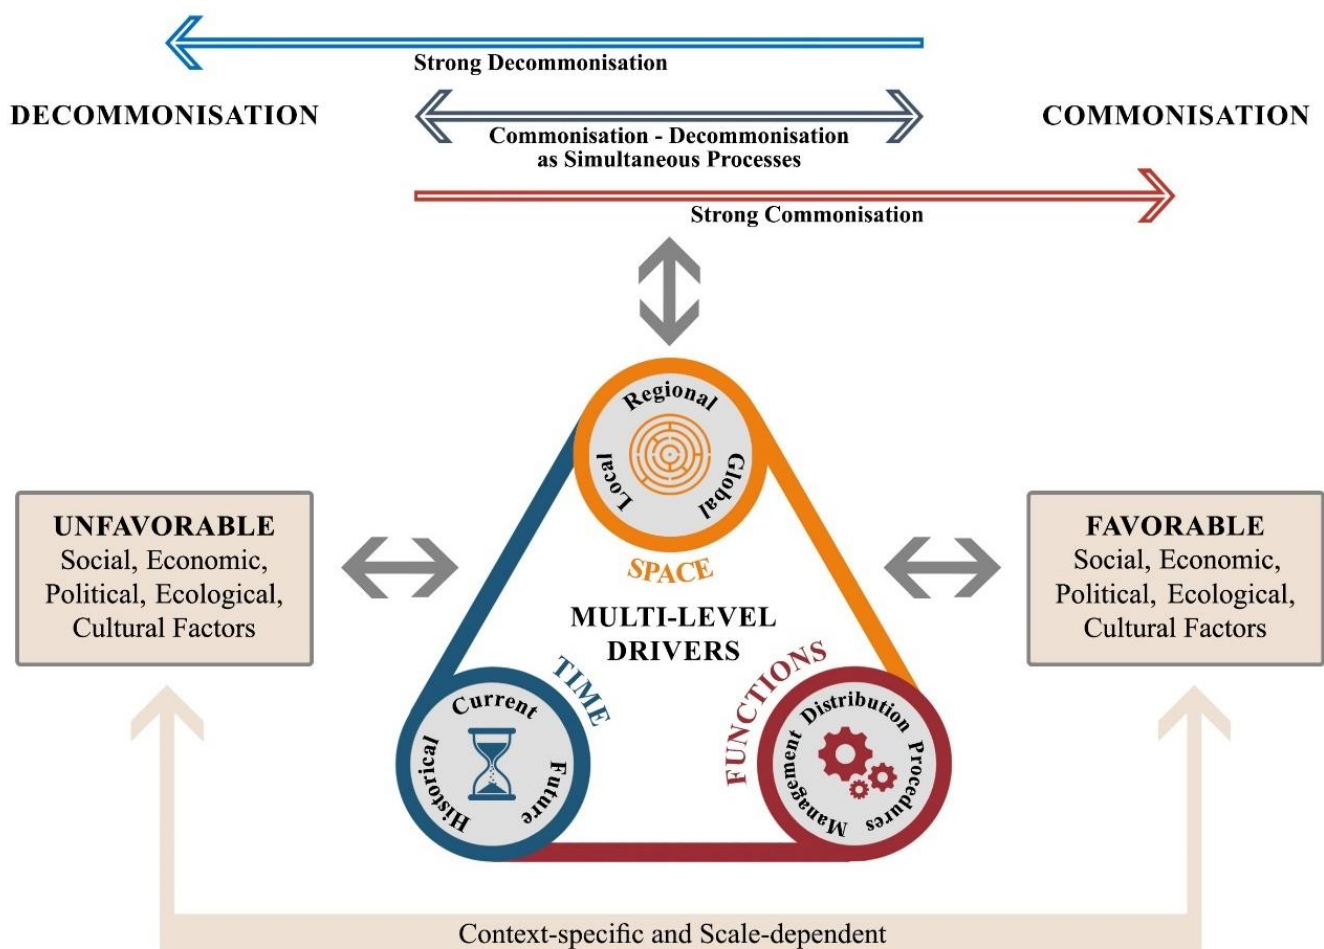 Strong Decommonisation
DECOMMONISATION
COMMONISATION
Commonisation - Decommonisation
as Simultaneous Processes
Strong Commonisation
Regional
Local
Global
SPACE
UNFAVORABLE
Social, Economic,
Political, Ecological,
Cultural Factors
FAVORABLE
Social, Economic,
Political, Ecological,
Cultural Factors
MULTI-LEVEL
DRIVERS
TIME
Current
Historical
Future
FUNCTIONS
Distribution
Management
Procedures
Context-specific and Scale-dependent